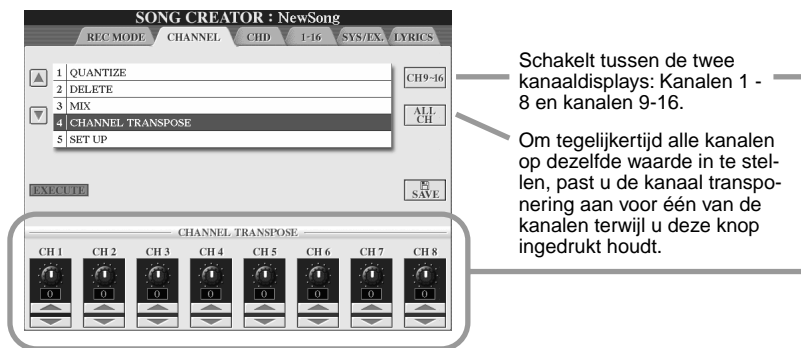 SONG CREATOR : NewSong
REC MODE CHANNEL CHD 1-16 SYS/EX. LYRICS
1 QUANTIZE
2 DELETE
3 MIX
4 CHANNEL TRANSPOSE
5 SET UP
CH9~16
ALL
CH
EXECUTE
SAVE
CHANNEL TRANSPOSE
CH 1 CH 2 CH 3 CH 4 CH 5 CH 6 CH 7 CH 8
0 0 0 0 0 0 0 0
Schakelt tussen de twee
kanaaldisplays: Kanalen 1 -
8 en kanalen 9-16.
Om tegelijkertijd alle kanalen
op dezelfde waarde in te stel-
len, past u de kanaal transpo-
nering aan voor één van de
kanalen terwijl u deze knop
ingedrukt houdt.